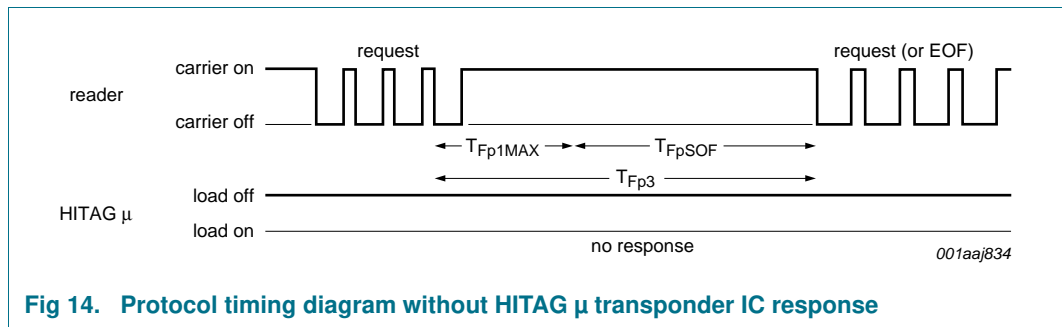 request
request (or EOF)
carrier on
reader
carrier off
TFp1MAX
TFpSOF
TFp3
load off
HITAG μ
load on
no response
001aaj834
Fig 14. Protocol timing diagram without HITAG μ transponder IC response